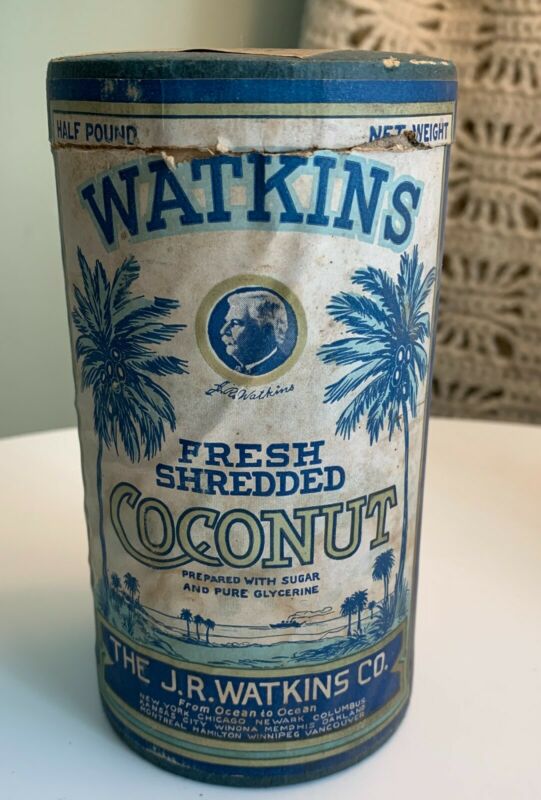 HALF POUND NET WEIGHT
WATKINS
J.R. Watkins
FRESH
SHREDDED
COCONUT
PREPARED WITH SUGAR
AND PURE GLYCERINE
THE J.R. WATKINS CO.
From Ocean to Ocean
NEW YORK CHICAGO NEWARK COLUMBUS
KANSAS CITY WINONA MEMPHIS OAKLAND
MONTREAL HAMILTON WINNIPEG VANCOUVER